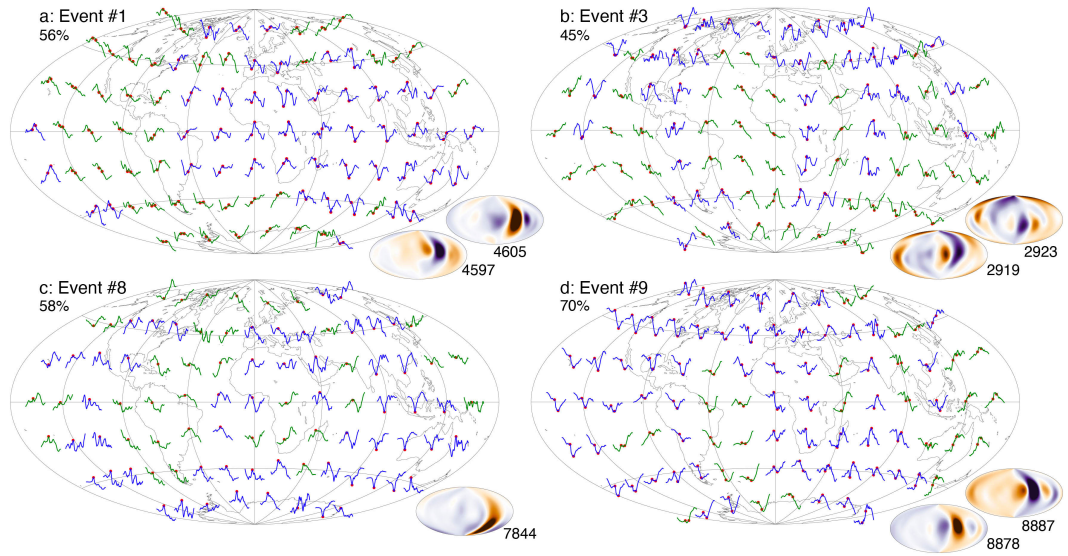 a: Event #1
56%
4605
4597
b: Event #3
45%
2923
2919
c: Event #8
58%
7844
d: Event #9
70%
8887
8878